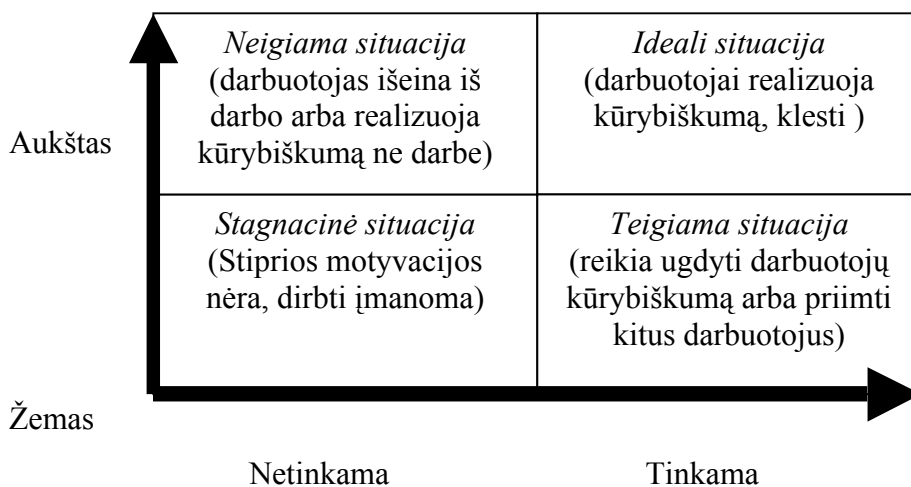 Neigiama situacija
(darbuotojas išeina iš
darbo arba realizuoja
kūrybiškumą ne darbe)
Ideali situacija
(darbuotojai realizuoja
kūrybiškumą, klesti )
Aukštas
Stagnacinė situacija
(Stiprios motyvacijos
nėra, dirbti įmanoma)
Teigiama situacija
(reikia ugdyti darbuotojų
kūrybiškumą arba priimti
kitus darbuotojus)
Žemas
Netinkama
Tinkama